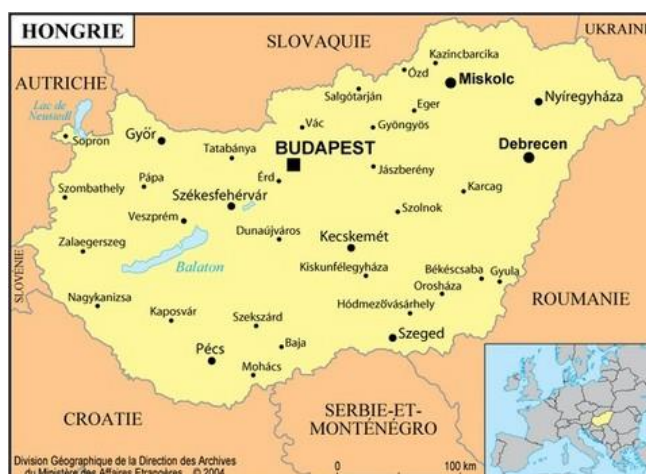 HONGRIE
SLOVAQUIE
UKRAINE
AUTRICHE
Lac de
Neusiedl
Kazincbarcika
Ózd
Miskolc
Salgótarján
Eger
Nyíregyháza
Vác
Gyöngyös
Sopron
Győr
Tatabánya
BUDAPEST
Debrecen
Jászberény
Érd
Szombathely
Pápa
Székesfehérvár
Karcag
Szolnok
Veszprém
Dunaújváros
Kecskemét
Zalaegerszeg
SLOVÉNIE
Balaton
Kiskunfélegyháza
Békéscsaba
Gyula
Orosháza
ROUMANIE
Nagykanizsa
Kaposvár
Szekszárd
Hódmezővásárhely
Szeged
Pécs
Baja
Mohács
CROATIE
SERBIE-ET-
MONTÉNÉGRO
Division Géographique de la Direction des Archives
du Ministère des Affaires Etrangères © 2004
0 100 km